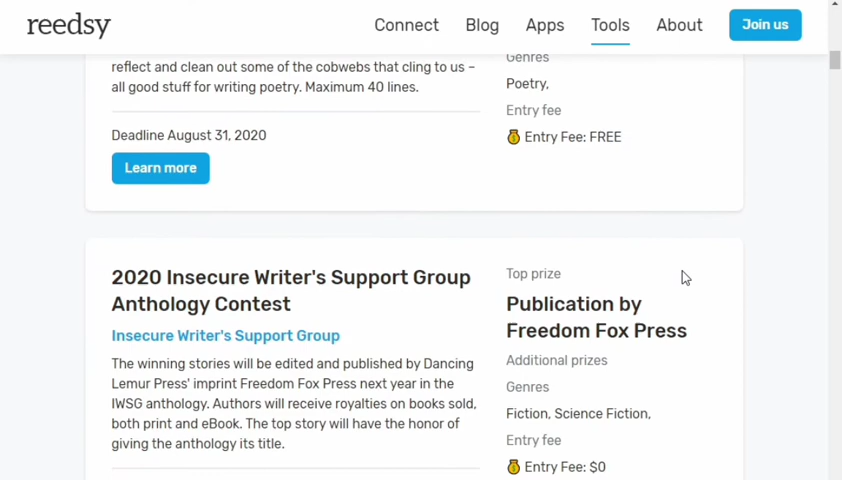 reedsy
Connect Blog Apps Tools About Join us
reflect and clean out some of the cobwebs that cling to us –
all good stuff for writing poetry. Maximum 40 lines.
Deadline August 31, 2020
Learn more
Genres
Poetry,
Entry fee
Entry Fee: FREE
2020 Insecure Writer's Support Group
Anthology Contest
Insecure Writer's Support Group
The winning stories will be edited and published by Dancing
Lemur Press' imprint Freedom Fox Press next year in the
IWSG anthology. Authors will receive royalties on books sold,
both print and eBook. The top story will have the honor of
giving the anthology its title.
Top prize
Publication by
Freedom Fox Press
Additional prizes
Genres
Fiction, Science Fiction,
Entry fee
Entry Fee: $0